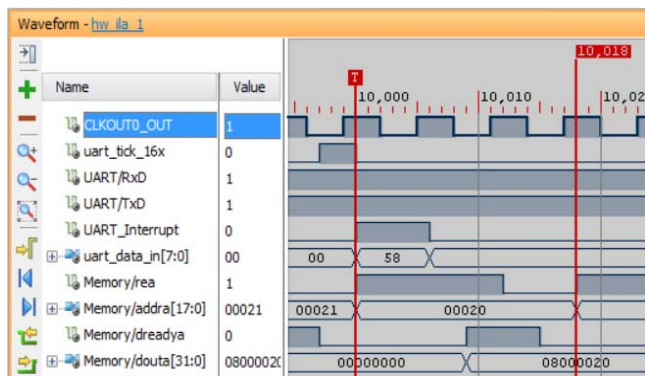 Waveform - hw_ila_1
10,018
Name Value
T
10,000 10,010 10,02
CLKOUT0_OUT 1
uart_tick_16x 0
UART/RxD 1
UART/TxD 1
UART_Interrupt 0
uart_data_in[7:0] 00 00 58
Memory/rea 1
Memory/addra[17:0] 00021 00021 00020
Memory/dreadya 0
Memory/douta[31:0] 08000020 00000000 08000020